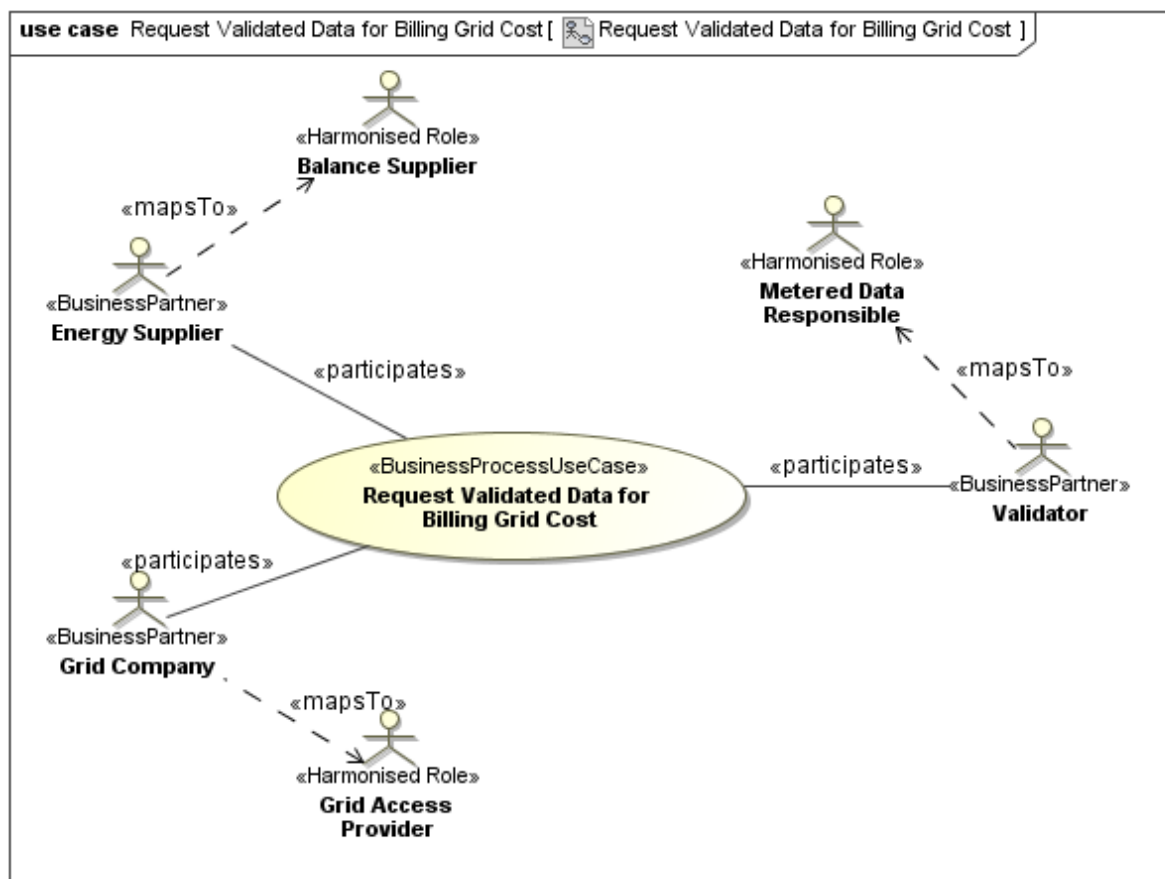 use case Request Validated Data for Billing Grid Cost [ Request Validated Data for Billing Grid Cost ]
«Harmonised Role»
Balance Supplier
«mapsTo»
«BusinessPartner»
Energy Supplier
«participates»
«Harmonised Role»
Metered Data
Responsible
«mapsTo»
«BusinessPartner»
Validator
«participates»
«BusinessProcessUseCase»
Request Validated Data for
Billing Grid Cost
«participates»
«BusinessPartner»
Grid Company
«mapsTo»
«Harmonised Role»
Grid Access
Provider